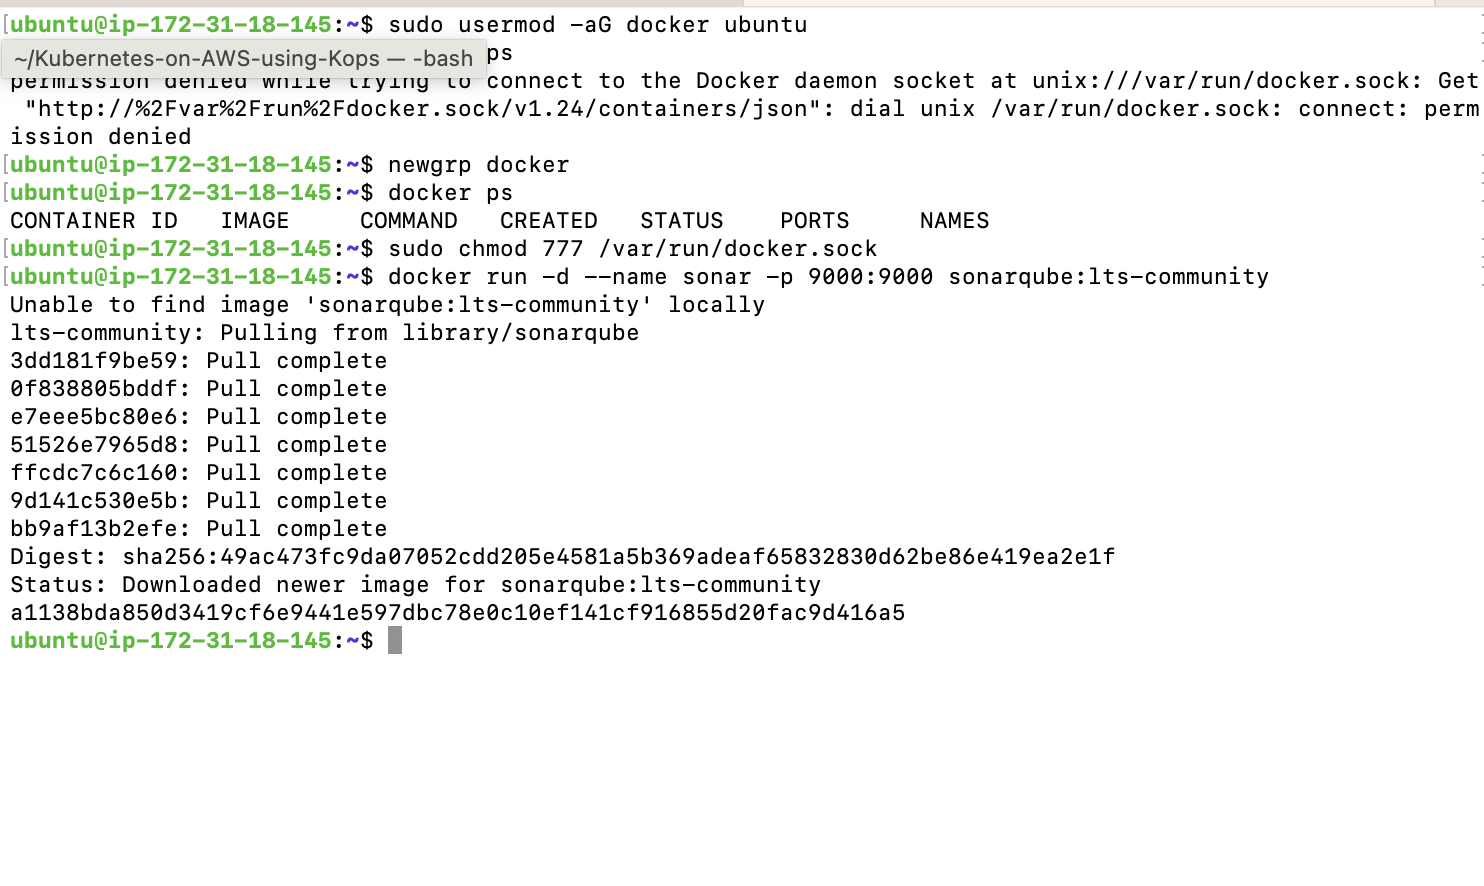 ubuntu@ip-172-31-18-145:~$ sudo usermod -aG docker ubuntu
~/Kubernetes-on-AWS-using-Kops — -bash
ps
permission denied while trying to connect to the Docker daemon socket at unix:///var/run/docker.sock: Get
"http://%2Fvar%2Frun%2Fdocker.sock/v1.24/containers/json": dial unix /var/run/docker.sock: connect: perm
ission denied
ubuntu@ip-172-31-18-145:~$ newgrp docker
ubuntu@ip-172-31-18-145:~$ docker ps
CONTAINER ID   IMAGE     COMMAND   CREATED   STATUS    PORTS     NAMES
ubuntu@ip-172-31-18-145:~$ sudo chmod 777 /var/run/docker.sock
ubuntu@ip-172-31-18-145:~$ docker run -d --name sonar -p 9000:9000 sonarqube:lts-community
Unable to find image 'sonarqube:lts-community' locally
lts-community: Pulling from library/sonarqube
3dd181f9be59: Pull complete
0f838805bddf: Pull complete
e7eee5bc80e6: Pull complete
51526e7965d8: Pull complete
ffcdc7c6c160: Pull complete
9d141c530e5b: Pull complete
bb9af13b2efe: Pull complete
Digest: sha256:49ac473fc9da07052cdd205e4581a5b369adeaf65832830d62be86e419ea2e1f
Status: Downloaded newer image for sonarqube:lts-community
a1138bda850d3419cf6e9441e597dbc78e0c10ef141cf916855d20fac9d416a5
ubuntu@ip-172-31-18-145:~$